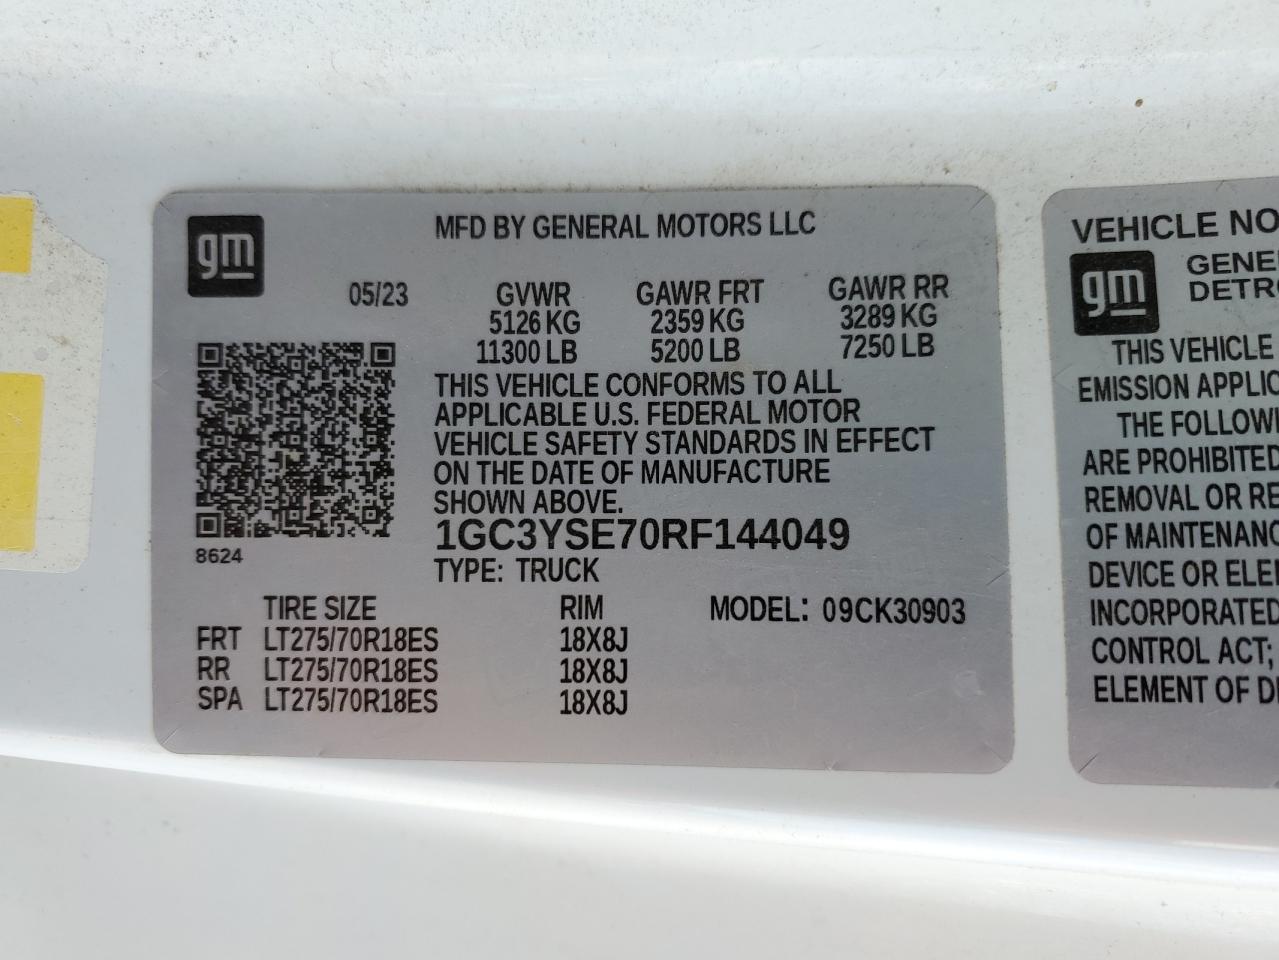 gm
MFD BY GENERAL MOTORS LLC
05/23 GVWR GAWR FRT GAWR RR
5126 KG 2359 KG 3289 KG
11300 LB 5200 LB 7250 LB
THIS VEHICLE CONFORMS TO ALL
APPLICABLE U.S. FEDERAL MOTOR
VEHICLE SAFETY STANDARDS IN EFFECT
ON THE DATE OF MANUFACTURE
SHOWN ABOVE.
1GC3YSE70RF144049
8624
TYPE: TRUCK
TIRE SIZE RIM MODEL: 09CK30903
FRT LT275/70R18ES 18X8J
RR LT275/70R18ES 18X8J
SPA LT275/70R18ES 18X8J
VEHICLE NO
gm
GENE
DETRO
THIS VEHICLE
EMISSION APPLIC
THE FOLLOWI
ARE PROHIBITED
REMOVAL OR RE
OF MAINTENANC
DEVICE OR ELE
INCORPORATED
CONTROL ACT;
ELEMENT OF D